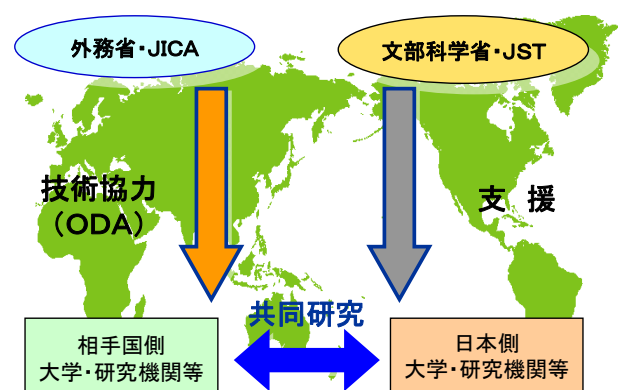 外務省・JICA
文部科学省・JST
技術協力
（ODA）
支 援
共同研究
相手国側
大学・研究機関等
日本側
大学・研究機関等